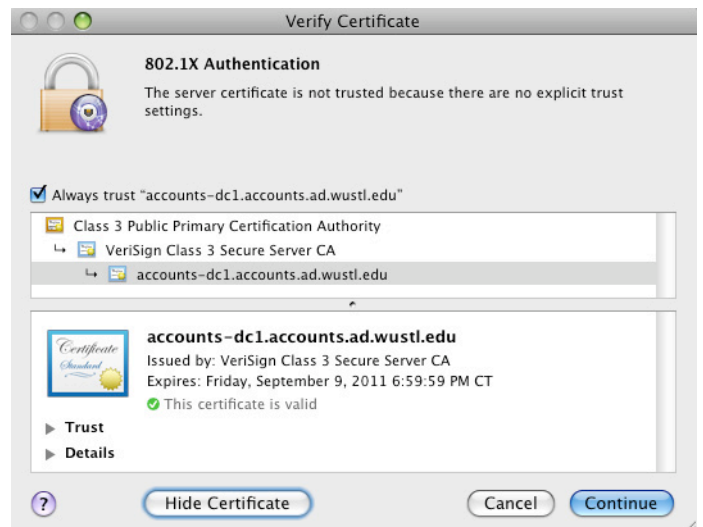 Verify Certificate
802.1X Authentication
The server certificate is not trusted because there are no explicit trust
settings.
Always trust “accounts-dc1.accounts.ad.wustl.edu”
Class 3 Public Primary Certification Authority
VeriSign Class 3 Secure Server CA
accounts-dc1.accounts.ad.wustl.edu
Certificate
Standard
accounts-dc1.accounts.ad.wustl.edu
Issued by: VeriSign Class 3 Secure Server CA
Expires: Friday, September 9, 2011 6:59:59 PM CT
This certificate is valid
Trust
Details
?
Hide Certificate
Cancel
Continue